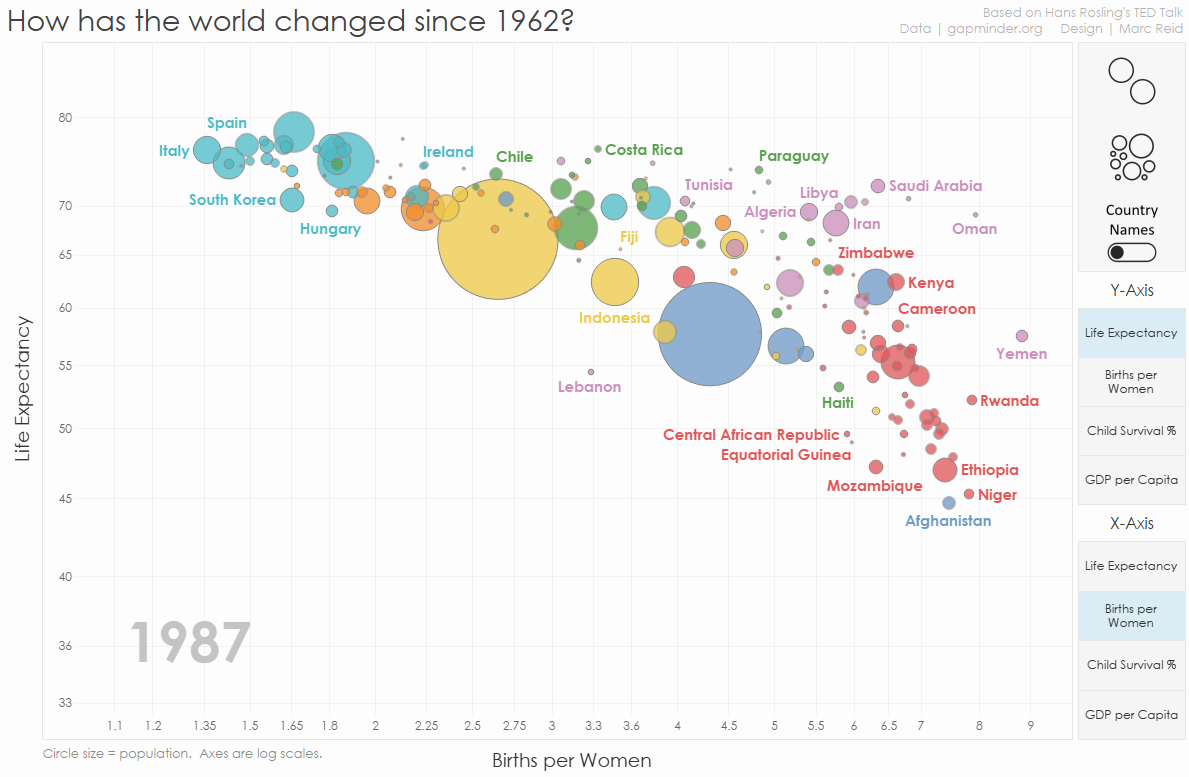 How has the world changed since 1962?
Based on Hans Rosling's TED Talk
Data | gapminder.org Design | Marc Reid
80
70
65
60
55
50
45
40
36
33
Life Expectancy
Spain
Italy
Ireland
Chile
Costa Rica
Paraguay
South Korea
Hungary
Tunisia
Libya
Saudi Arabia
Algeria
Iran
Oman
Fiji
Zimbabwe
Kenya
Indonesia
Cameroon
Yemen
Lebanon
Haiti
Rwanda
Central African Republic
Equatorial Guinea
Ethiopia
Mozambique
Niger
Afghanistan
1987
1.1 1.2 1.35 1.5 1.65 1.8 2 2.25 2.5 2.75 3 3.3 3.6 4 4.5 5 5.5 6 6.5 7 8 9
Circle size = population. Axes are log scales.
Births per Women
Country
Names
Y-Axis
Life Expectancy
Births per
Women
Child Survival %
GDP per Capita
X-Axis
Life Expectancy
Births per
Women
Child Survival %
GDP per Capita